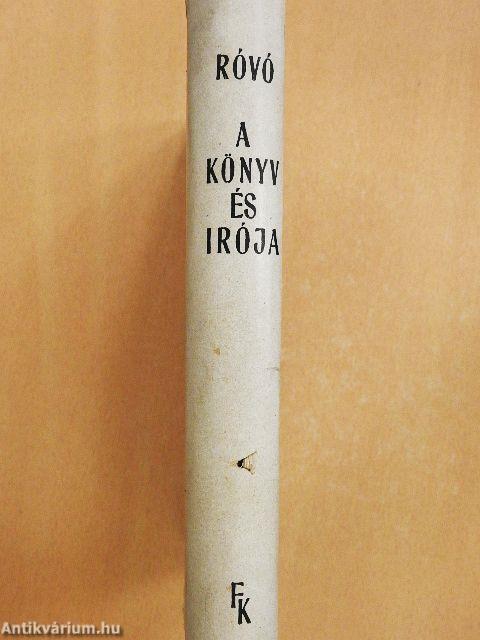 RÓVÓ
A
KÖNYV
ÉS
IRÓJA
FK
Antikvárium.hu